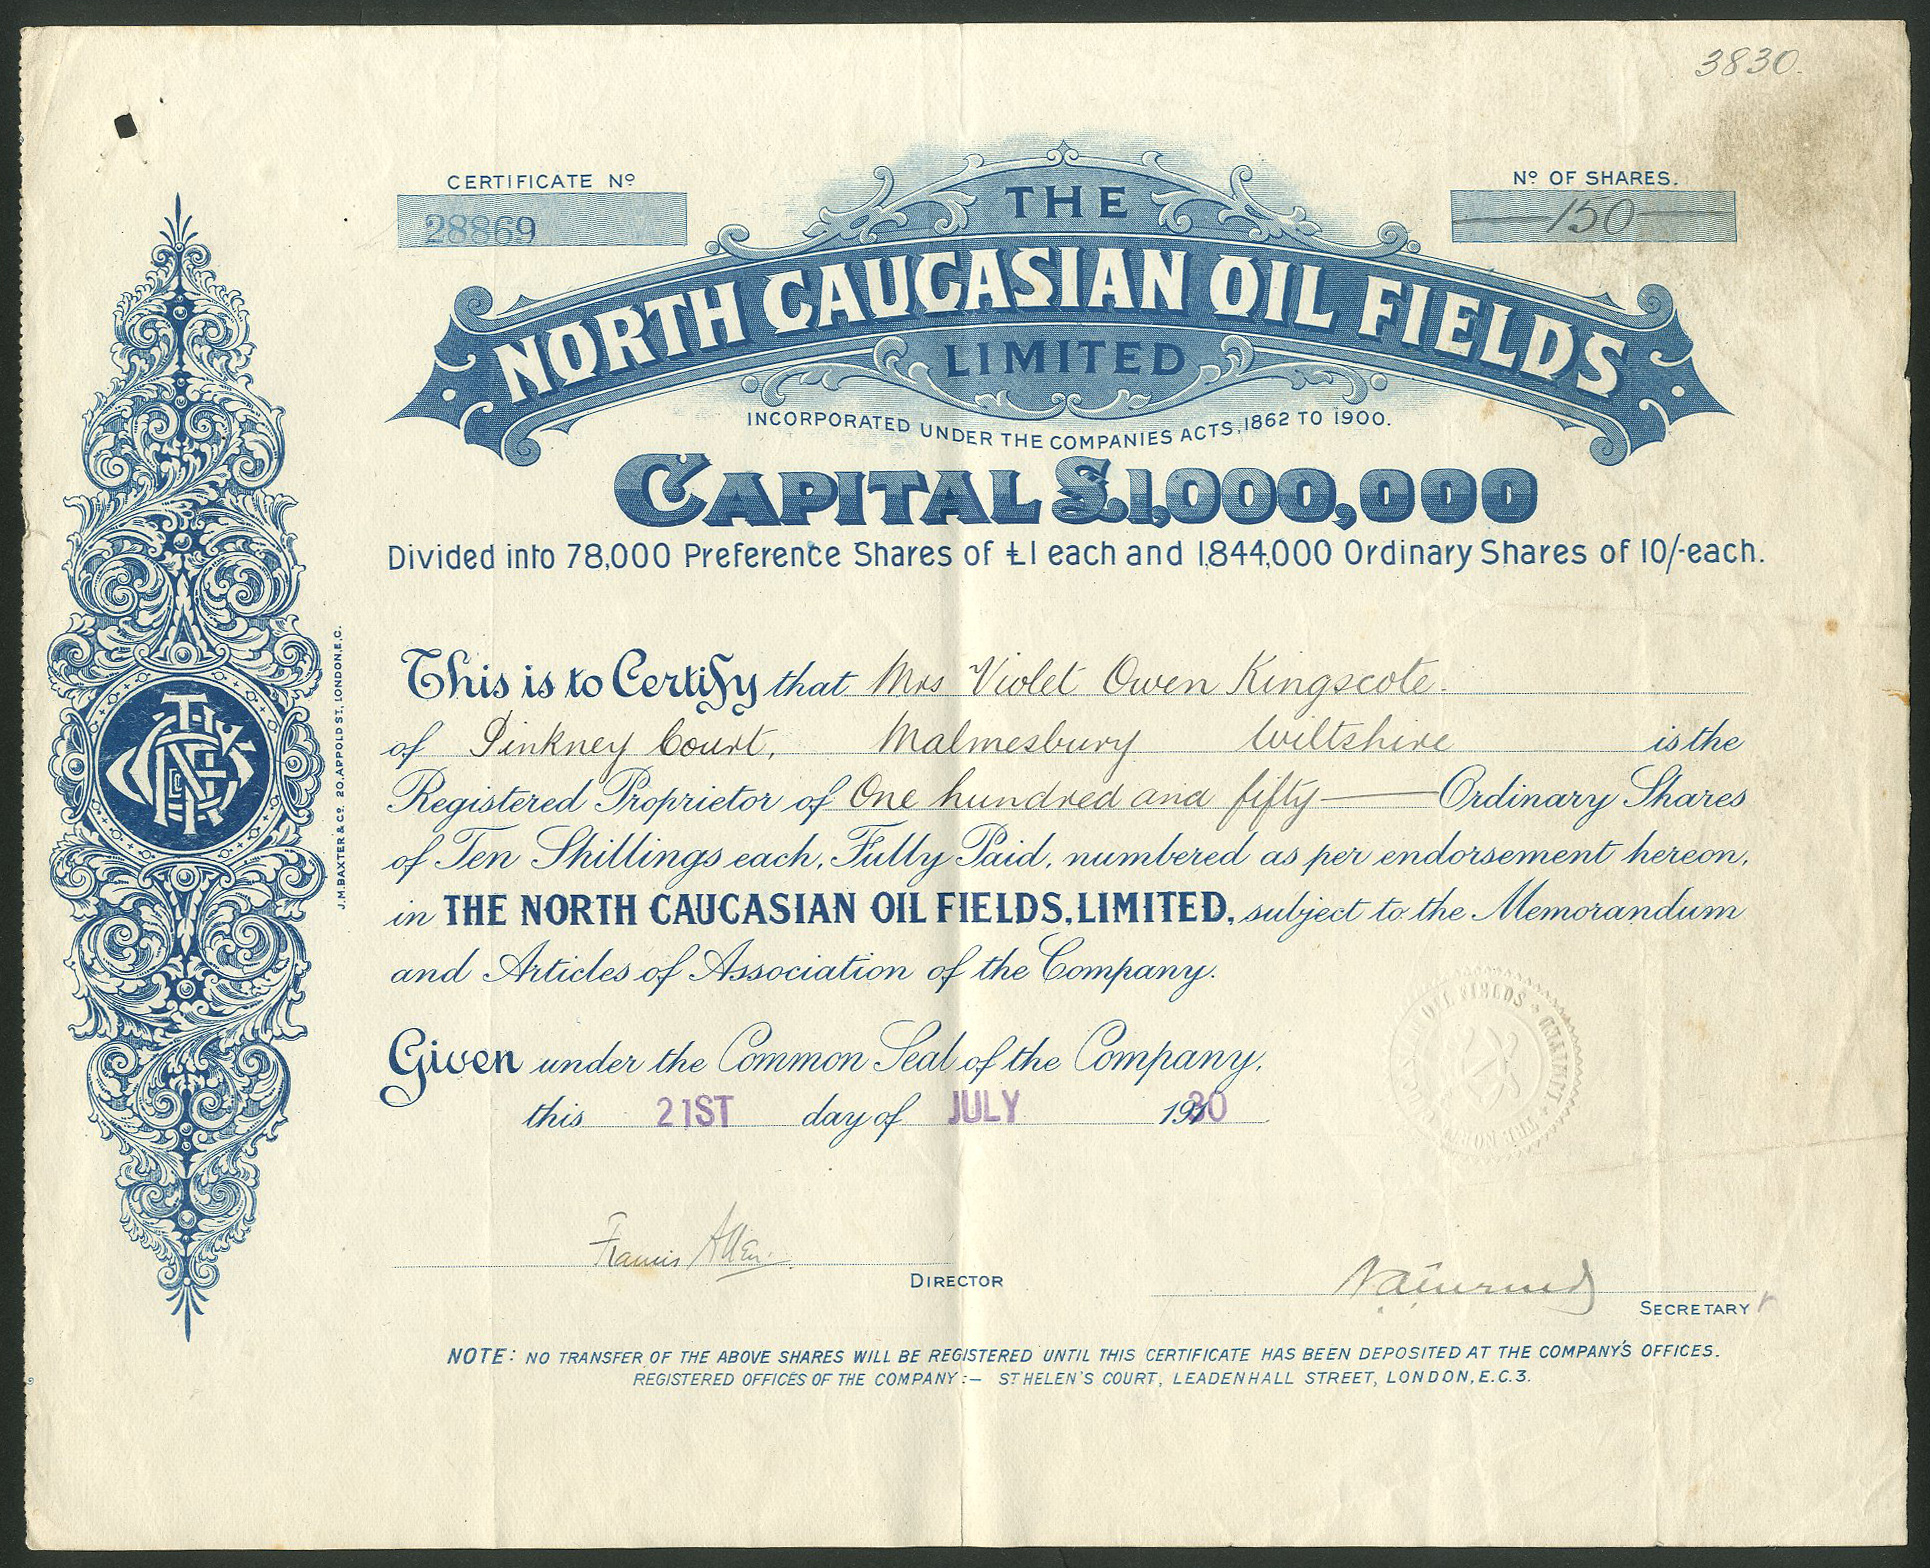 3830.
CERTIFICATE Nº
28869
Nº OF SHARES.
150
THE
NORTH CAUCASIAN OIL FIELDS
LIMITED
INCORPORATED UNDER THE COMPANIES ACTS, 1862 TO 1900.
CAPITAL £1,000,000
Divided into 78,000 Preference Shares of £1 each and 1,844,000 Ordinary Shares of 10/- each.
This is to Certify that Mrs Violet Owen Kingscote.
of Pinkney Court, Malmesbury Wiltshire is the
Registered Proprietor of One hundred and fifty Ordinary Shares
of Ten Shillings each, Fully Paid, numbered as per endorsement hereon,
in THE NORTH CAUCASIAN OIL FIELDS, LIMITED, subject to the Memorandum
and Articles of Association of the Company.
Given under the Common Seal of the Company,
this 21ST day of JULY 1920
Francis Allen
DIRECTOR
SECRETARY
NOTE: NO TRANSFER OF THE ABOVE SHARES WILL BE REGISTERED UNTIL THIS CERTIFICATE HAS BEEN DEPOSITED AT THE COMPANY'S OFFICES.
REGISTERED OFFICES OF THE COMPANY:— ST HELEN'S COURT, LEADENHALL STREET, LONDON, E.C.3.
J.M. BAXTER & Cº. 20, APPOLD ST, LONDON, E.C.
OIL FIELDS * LIMITED * THE NORTH